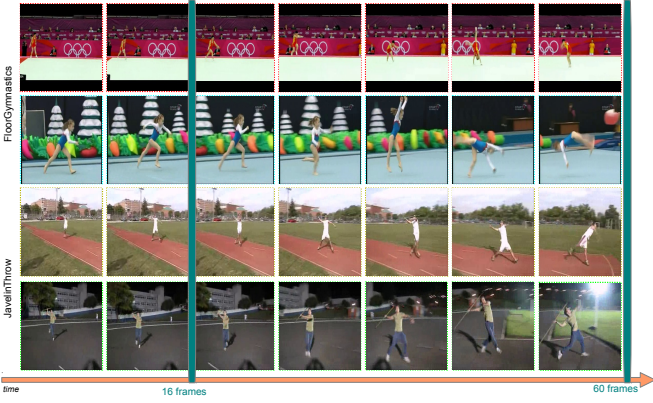 FloorGymnastics
JavelinThrow
time
16 frames
60 frames